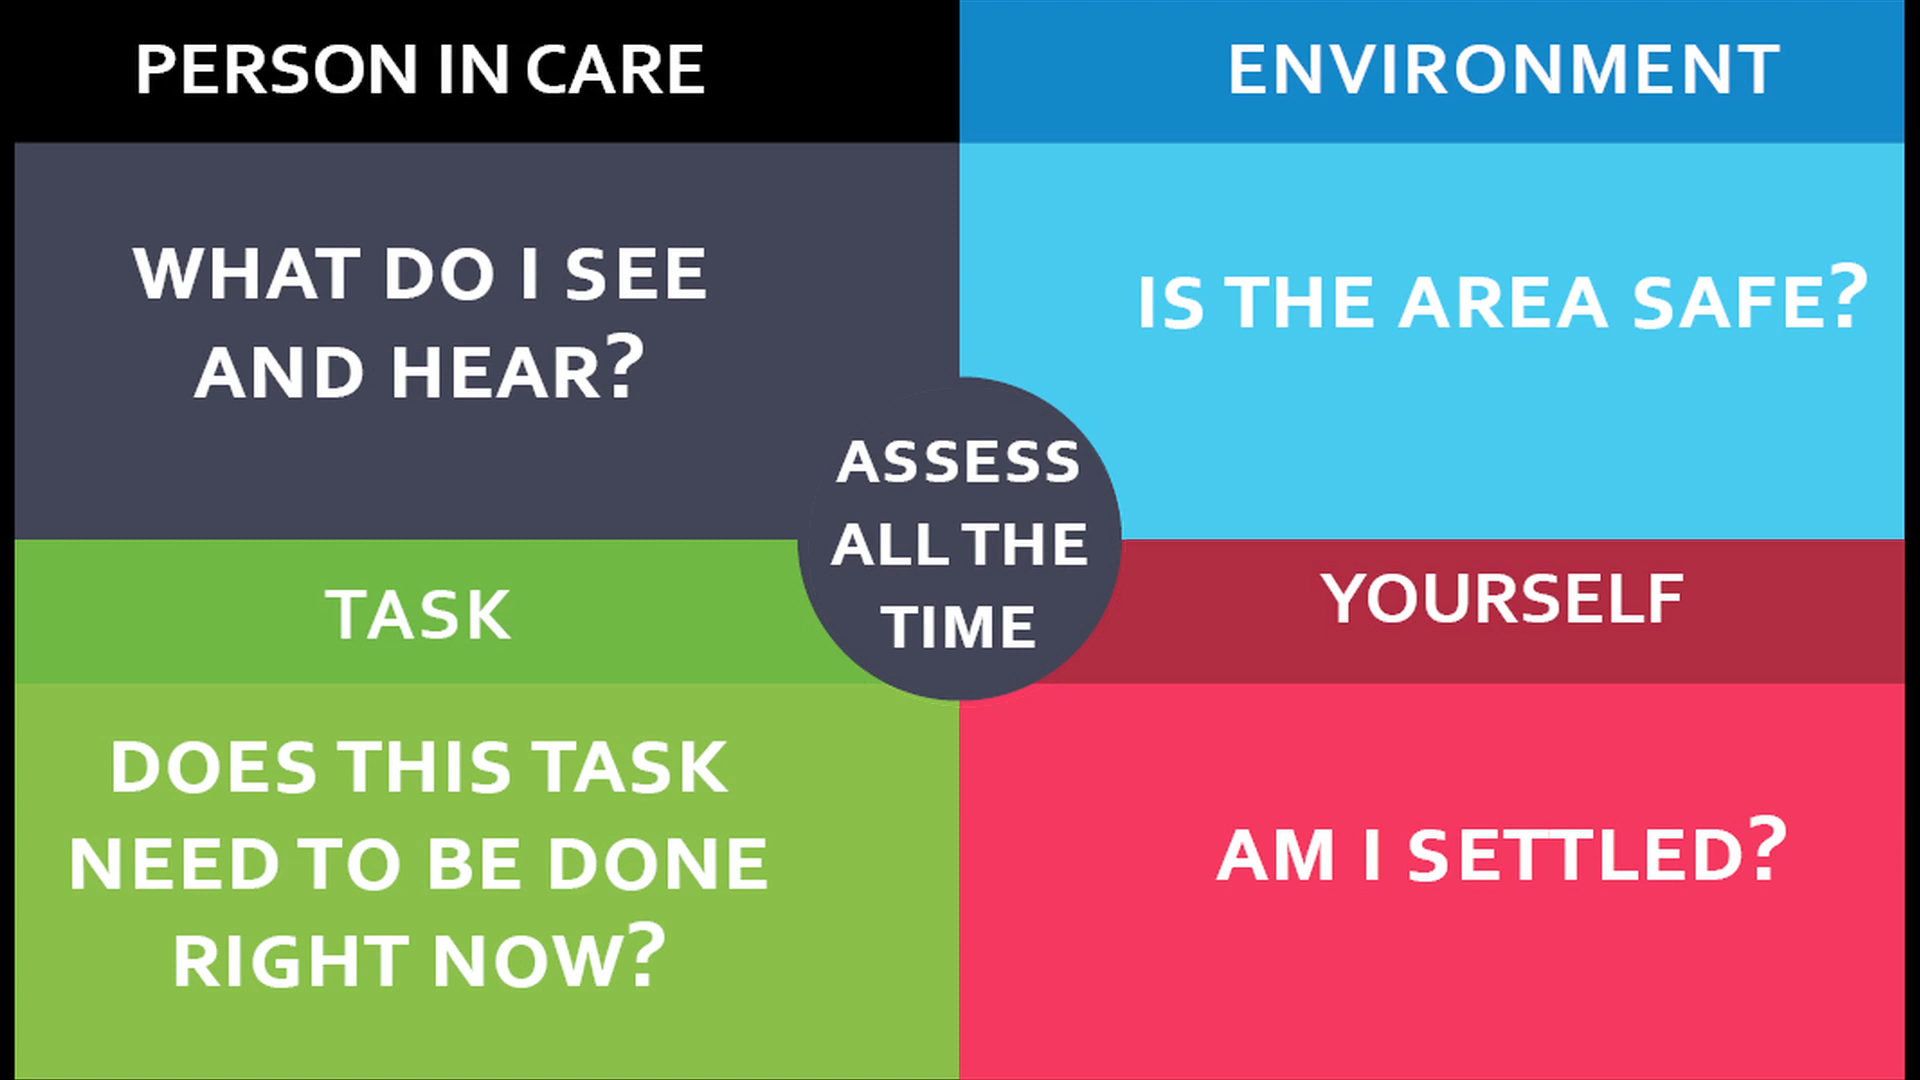 PERSON IN CARE
WHAT DO I SEE
AND HEAR?
ENVIRONMENT
IS THE AREA SAFE?
ASSESS
ALL THE
TIME
TASK
DOES THIS TASK
NEED TO BE DONE
RIGHT NOW?
YOURSELF
AM I SETTLED?